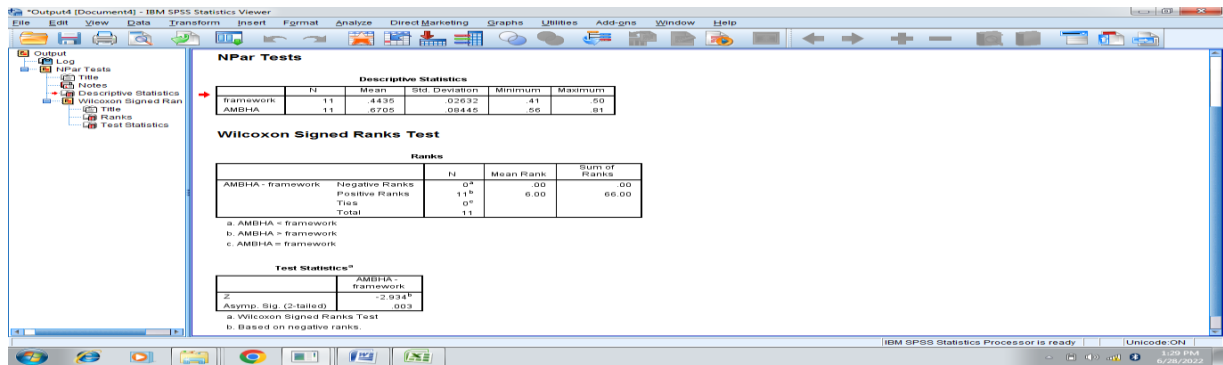 *Output4 [Document4] - IBM SPSS Statistics Viewer
File Edit View Data Transform Insert Format Analyze Direct Marketing Graphs Utilities Add-ons Window Help
Output
Log
NPar Tests
Title
Notes
Descriptive Statistics
Wilcoxon Signed Ran
Title
Ranks
Test Statistics
NPar Tests
Descriptive Statistics
N Mean Std. Deviation Minimum Maximum
framework 11 .4435 .02632 .41 .50
AMBHA 11 .6705 .08445 .56 .81
Wilcoxon Signed Ranks Test
Ranks
N Mean Rank Sum of Ranks
AMBHA - framework Negative Ranks 0a .00 .00
Positive Ranks 11b 6.00 66.00
Ties 0c
Total 11
a. AMBHA < framework
b. AMBHA > framework
c. AMBHA = framework
Test Statisticsa
AMBHA - framework
Z -2.934b
Asymp. Sig. (2-tailed) .003
a. Wilcoxon Signed Ranks Test
b. Based on negative ranks.
IBM SPSS Statistics Processor is ready Unicode:ON
1:29 PM
6/28/2022